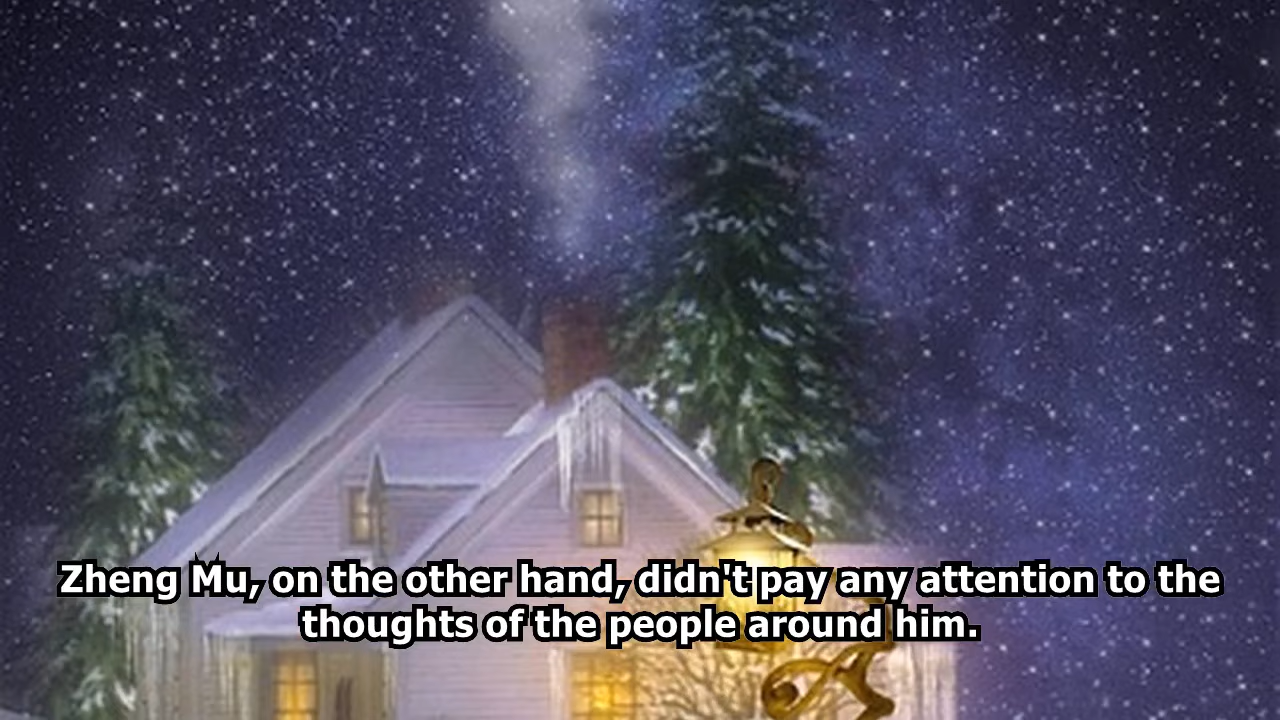 Zheng Mu, on the other hand, didn't pay any attention to the
thoughts of the people around him.